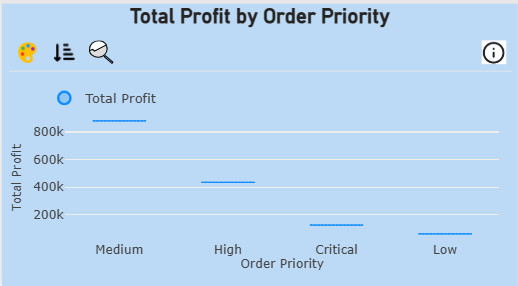 Total Profit by Order Priority
Total Profit
Total Profit
800k
600k
400k
200k
Medium High Critical Low
Order Priority